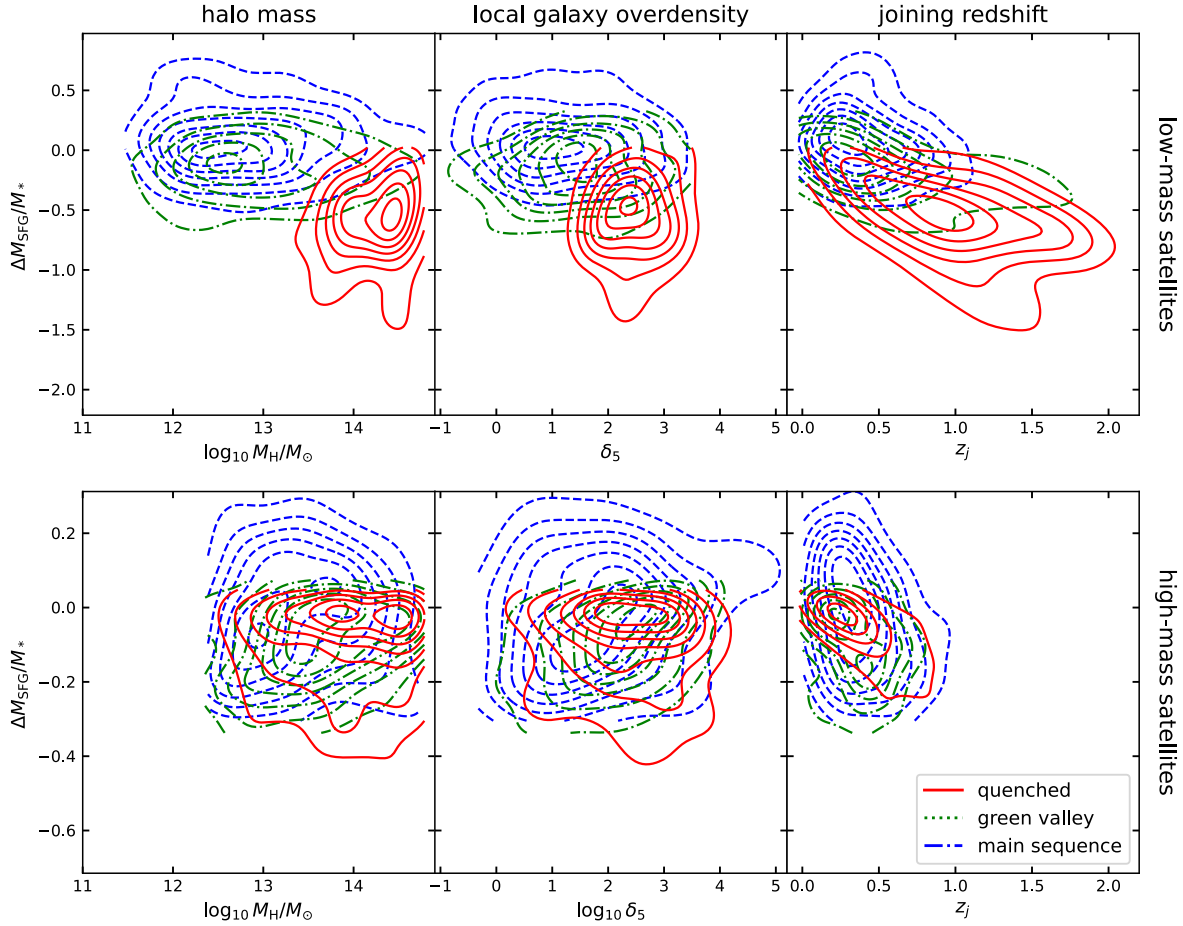 halo mass
local galaxy overdensity
joining redshift
0.5
0.0
−0.5
−1.0
−1.5
−2.0
ΔM_SFG/M_*
low-mass satellites
11 12 13 14
−1 0 1 2 3 4 5
0.0 0.5 1.0 1.5 2.0
log₁₀ M_H/M_⊙
δ₅
z_j
0.2
0.0
−0.2
−0.4
−0.6
ΔM_SFG/M_*
high-mass satellites
quenched
green valley
main sequence
11 12 13 14
−1 0 1 2 3 4 5
0.0 0.5 1.0 1.5 2.0
log₁₀ M_H/M_⊙
log₁₀ δ₅
z_j